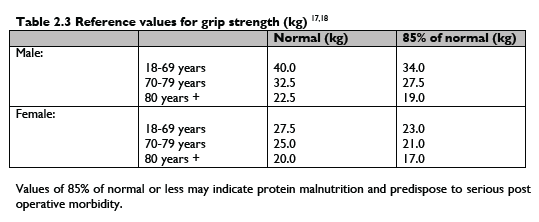 Table 2.3 Reference values for grip strength (kg) 17,18
Normal (kg) 85% of normal (kg)
Male:
18-69 years 40.0 34.0
70-79 years 32.5 27.5
80 years + 22.5 19.0
Female:
18-69 years 27.5 23.0
70-79 years 25.0 21.0
80 years + 20.0 17.0
Values of 85% of normal or less may indicate protein malnutrition and predispose to serious post
operative morbidity.